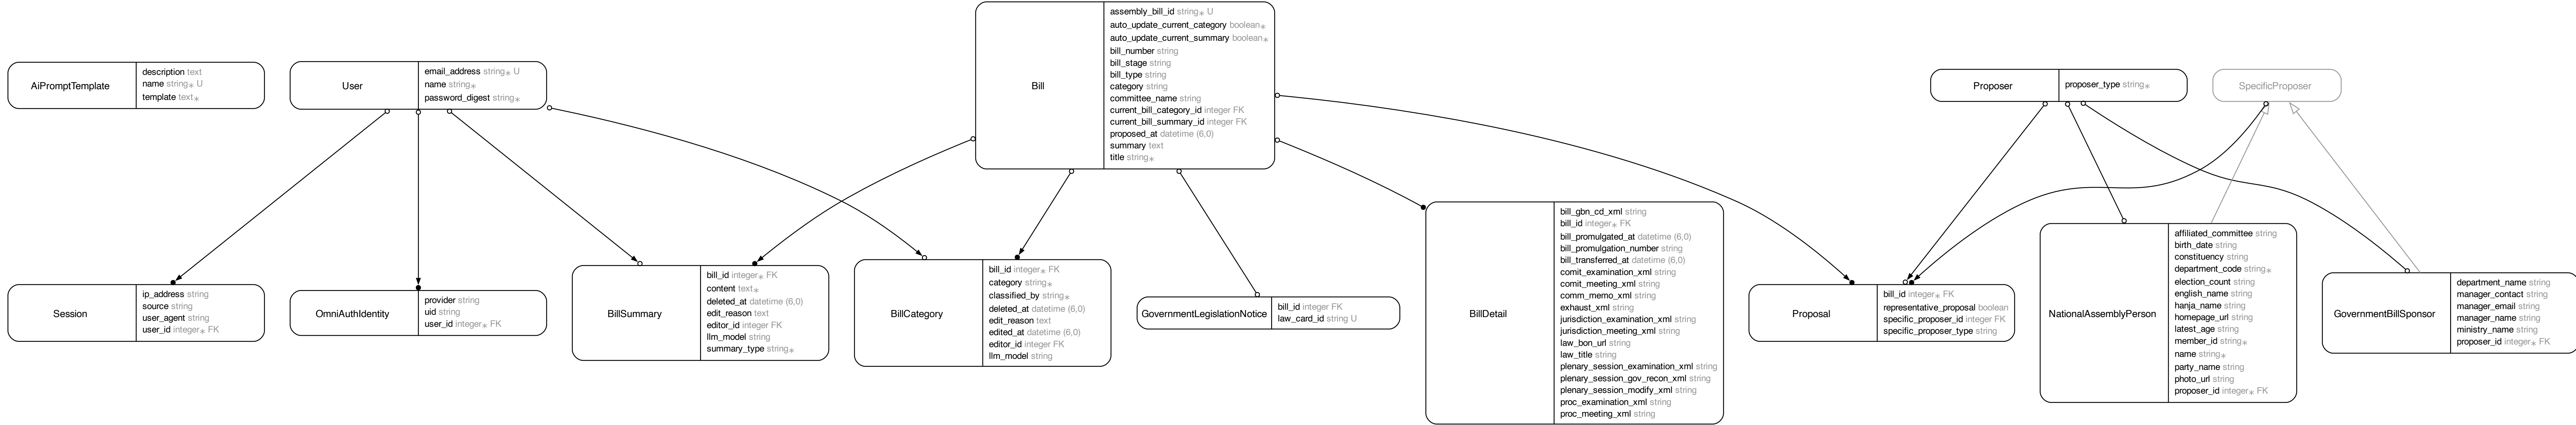 AiPromptTemplate
description text
name string* U
template text*
User
email_address string* U
name string*
password_digest string*
Bill
assembly_bill_id string* U
auto_update_current_category boolean*
auto_update_current_summary boolean*
bill_number string
bill_stage string
bill_type string
category string
committee_name string
current_bill_category_id integer FK
current_bill_summary_id integer FK
proposed_at datetime (6,0)
summary text
title string*
Proposer
proposer_type string*
SpecificProposer
Session
ip_address string
source string
user_agent string
user_id integer* FK
OmniAuthIdentity
provider string
uid string
user_id integer* FK
BillSummary
bill_id integer* FK
content text*
deleted_at datetime (6,0)
edit_reason text
editor_id integer FK
llm_model string
summary_type string*
BillCategory
bill_id integer* FK
category string*
classified_by string*
deleted_at datetime (6,0)
edit_reason text
edited_at datetime (6,0)
editor_id integer FK
llm_model string
GovernmentLegislationNotice
bill_id integer FK
law_card_id string U
BillDetail
bill_gbn_cd_xml string
bill_id integer* FK
bill_promulgated_at datetime (6,0)
bill_promulgation_number string
bill_transferred_at datetime (6,0)
comit_examination_xml string
comit_meeting_xml string
comm_memo_xml string
exhaust_xml string
jurisdiction_examination_xml string
jurisdiction_meeting_xml string
law_bon_url string
law_title string
plenary_session_examination_xml string
plenary_session_gov_recon_xml string
plenary_session_modify_xml string
proc_examination_xml string
proc_meeting_xml string
Proposal
bill_id integer* FK
representative_proposal boolean
specific_proposer_id integer FK
specific_proposer_type string
NationalAssemblyPerson
affiliated_committee string
birth_date string
constituency string
department_code string*
election_count string
english_name string
hanja_name string
homepage_url string
latest_age string
member_id string*
name string*
party_name string
photo_url string
proposer_id integer* FK
GovernmentBillSponsor
department_name string
manager_contact string
manager_email string
manager_name string
ministry_name string
proposer_id integer* FK